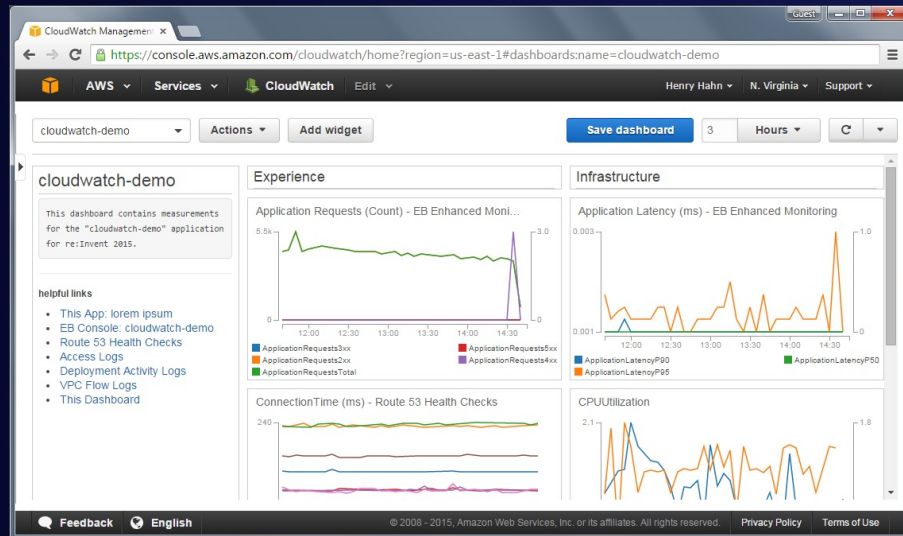 Guest
CloudWatch Management
https://console.aws.amazon.com/cloudwatch/home?region=us-east-1#dashboards:name=cloudwatch-demo
AWS Services CloudWatch Edit Henry Hahn N. Virginia Support
cloudwatch-demo Actions Add widget Save dashboard 3 Hours
cloudwatch-demo
This dashboard contains measurements
for the "cloudwatch-demo" application
for re:Invent 2015.
helpful links
This App: lorem ipsum
EB Console: cloudwatch-demo
Route 53 Health Checks
Access Logs
Deployment Activity Logs
VPC Flow Logs
This Dashboard
Experience
Application Requests (Count) - EB Enhanced Moni...
5.5k 3.0
0 0
12:00 12:30 13:00 13:30 14:00 14:30
ApplicationRequests3xx ApplicationRequests5xx
ApplicationRequests2xx ApplicationRequests4xx
ApplicationRequestsTotal
ConnectionTime (ms) - Route 53 Health Checks
240
Infrastructure
Application Latency (ms) - EB Enhanced Monitoring
0.003 1.0
0.001 0
12:00 12:30 13:00 13:30 14:00 14:30
ApplicationLatencyP90 ApplicationLatencyP50
ApplicationLatencyP95
CPUUtilization
2.1 1.8
Feedback English © 2008 - 2015, Amazon Web Services, Inc. or its affiliates. All rights reserved. Privacy Policy Terms of Use